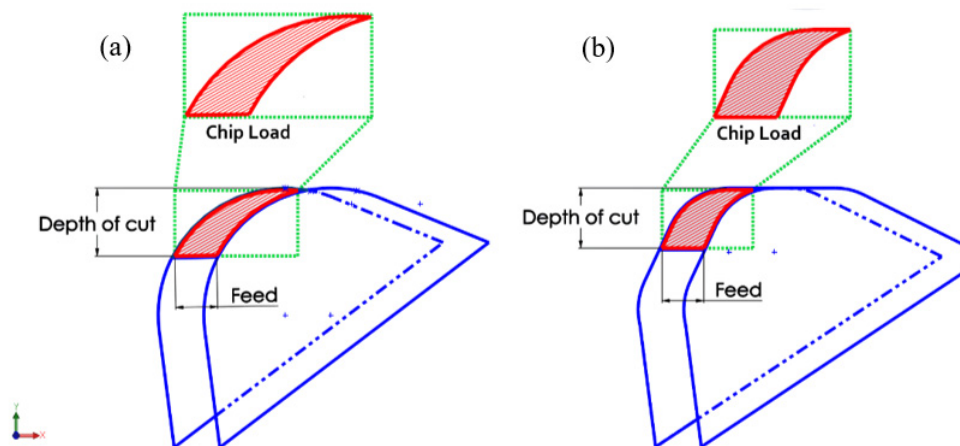 (a)
Chip Load
Depth of cut
Feed
Y
X
(b)
Chip Load
Depth of cut
Feed